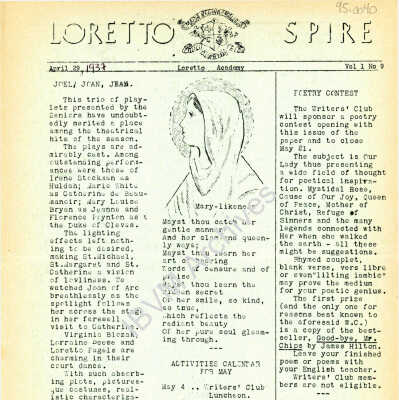 95.0040
LORETTO SPIRE
April 29, 1937
Loretto Academy
Vol 1 No 9
JOEL, JOAN, JEAN.
This trio of play-
lets presented by the
Seniors have undoubt-
edly merited a place
among the theatrical
hits of the season.
The plays are ad-
mirably cast. Among
outstanding perform-
ances were those of
Irene Stockman as
Huldah; Marie White
as Catherine de Beau-
manoir; Mary Louise
Bryan as Jeanne and
Florence Poynten as t
the Duke of Cleves.
The lighting
effects left noth-
ing to be desired,
making St.Michael,
St.Margaret and St.
Catherine a vision
of loveliness. To
watched Jean of Arc
breathlessly as the
spotlight follows
her across the stage
in her farewell
visit to Catherine.
Virginia Bleznk,
Lorraine Deese and
Loretto Fagels are
charming in their
court dances.
With such absorb-
ing plots, pictures-
que costumes, real-
istic characteriza-
Mary-likeness
Mayst thou catch her
gentle manner
And her clear and queen-
ly ways;
Mayst thou learn her
art of sharing
Words of censure and of
Mayst thou learn the
human secret
Of her smile, so kind,
so true,
Which reflects the
radiant beauty
Of her pure soul gleam-
ing through.
---
ACTIVITIES CALENDAR
FOR MAY
May 4 .. Writers' Club
Luncheon.
POETRY CONTEST
The Writers' Club
will sponsor a poetry
contest opening with
this issue of the paper
and to close
May 21.
The subject is Our
Lady thus presenting
a wide field of thought
for poetical inspira-
tion. Mystidal Rose,
Cause of Our Joy, Queen
of Peace, Mother of
Christ, Refuge of
Sinners and the many
legends connected with
Her when she walked
the earth - all these
might be suggestions.
Rhymed couplet,
blank verse, vers libre
or even lilting iambic
may prove the medium
for your poetic genius.
The first prize
(and the only one for
reasons best known to
the aforesaid W.C.)
is a copy of the best-
seller, Good-bye, Mr.
Chips by James Hilton.
Leave your finished
poem or poems with
your English teacher.
Writers' Club mem-
bers are not eligible.
---